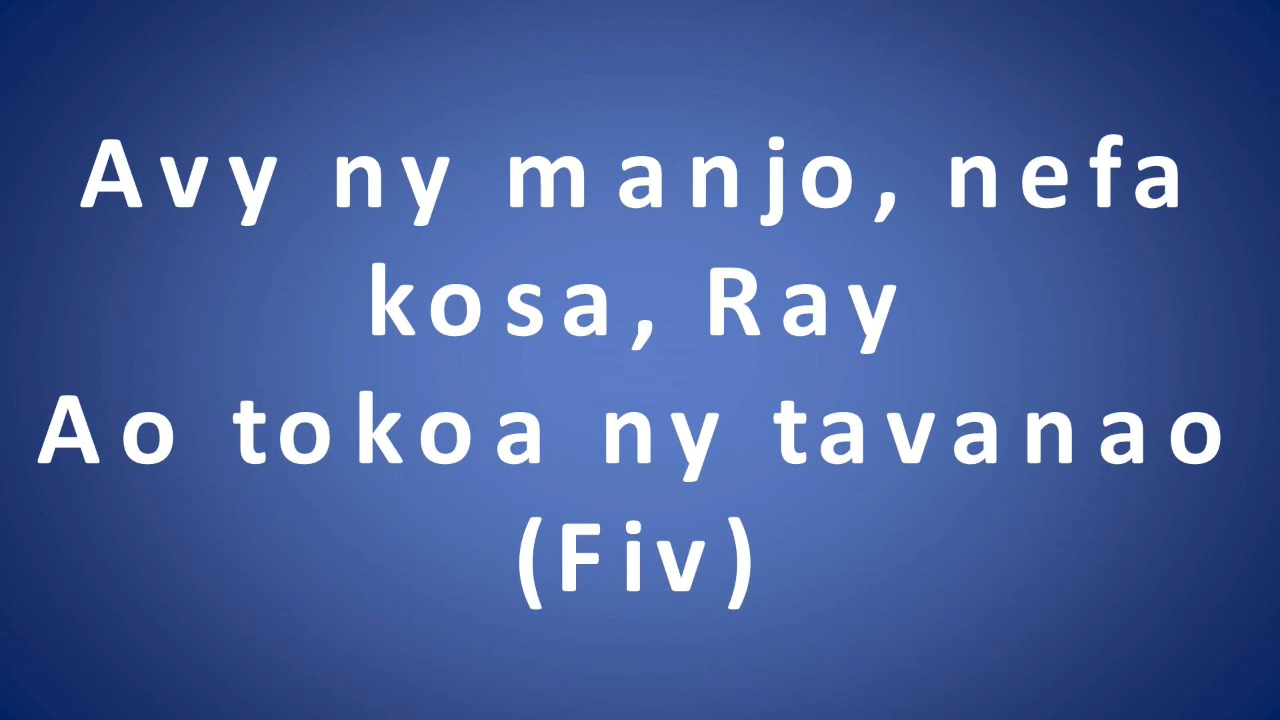 Avy ny manjo, nefa
kosa, Ray
Ao tokoa ny tavanao
(Fiv)